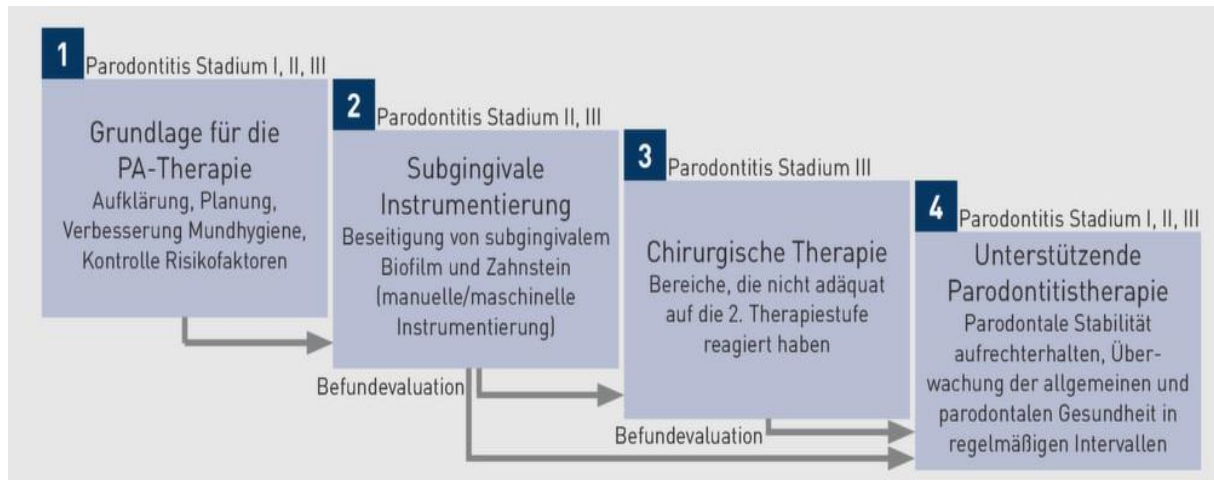 1
Parodontitis Stadium I, II, III
Grundlage für die
PA-Therapie
Aufklärung, Planung,
Verbesserung Mundhygiene,
Kontrolle Risikofaktoren
2
Parodontitis Stadium II, III
Subgingivale
Instrumentierung
Beseitigung von subgingivalem
Biofilm und Zahnstein
(manuelle/maschinelle
Instrumentierung)
Befundevaluation
3
Parodontitis Stadium III
Chirurgische Therapie
Bereiche, die nicht adäquat
auf die 2. Therapiestufe
reagiert haben
Befundevaluation
4
Parodontitis Stadium I, II, III
Unterstützende
Parodontitistherapie
Parodontale Stabilität
aufrechterhalten, Über-
wachung der allgemeinen und
parodontalen Gesundheit in
regelmäßigen Intervallen